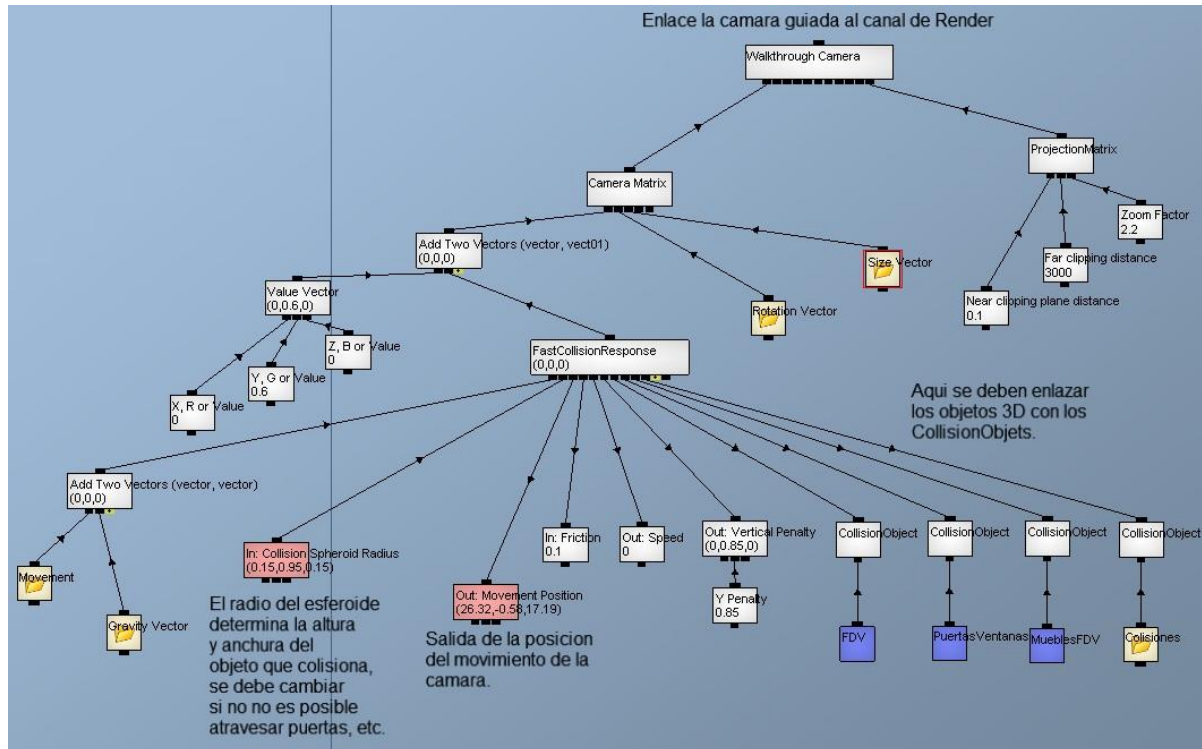 Enlace la camara guiada al canal de Render
Walkthrough Camera
ProjectionMatrix
Camera Matrix
Zoom Factor
2.2
Add Two Vectors (vector, vect01)
(0,0,0)
Size Vector
Far clipping distance
3000
Value Vector
(0,0.6,0)
Near clipping plane distance
0.1
Rotation Vector
Z, B or Value
0
FastCollisionResponse
(0,0,0)
Y, G or Value
0.6
X, R or Value
0
Aqui se deben enlazar
los objetos 3D con los
CollisionObjets.
Add Two Vectors (vector, vector)
(0,0,0)
In: Collision Spheroid Radius
(0.15,0.95,0.15)
In: Friction
0.1
Out: Speed
0
Out: Vertical Penalty
(0,0.85,0)
CollisionObject
CollisionObject
CollisionObject
CollisionObject
Movement
Gravity Vector
Out: Movement Position
(26.32,-0.58,17.19)
Y Penalty
0.85
FDV
PuertasVentanas
MueblesFDV
Colisiones
El radio del esferoide
determina la altura
y anchura del
objeto que colisiona,
se debe cambiar
si no no es posible
atravesar puertas, etc.
Salida de la posicion
del movimiento de la
camara.